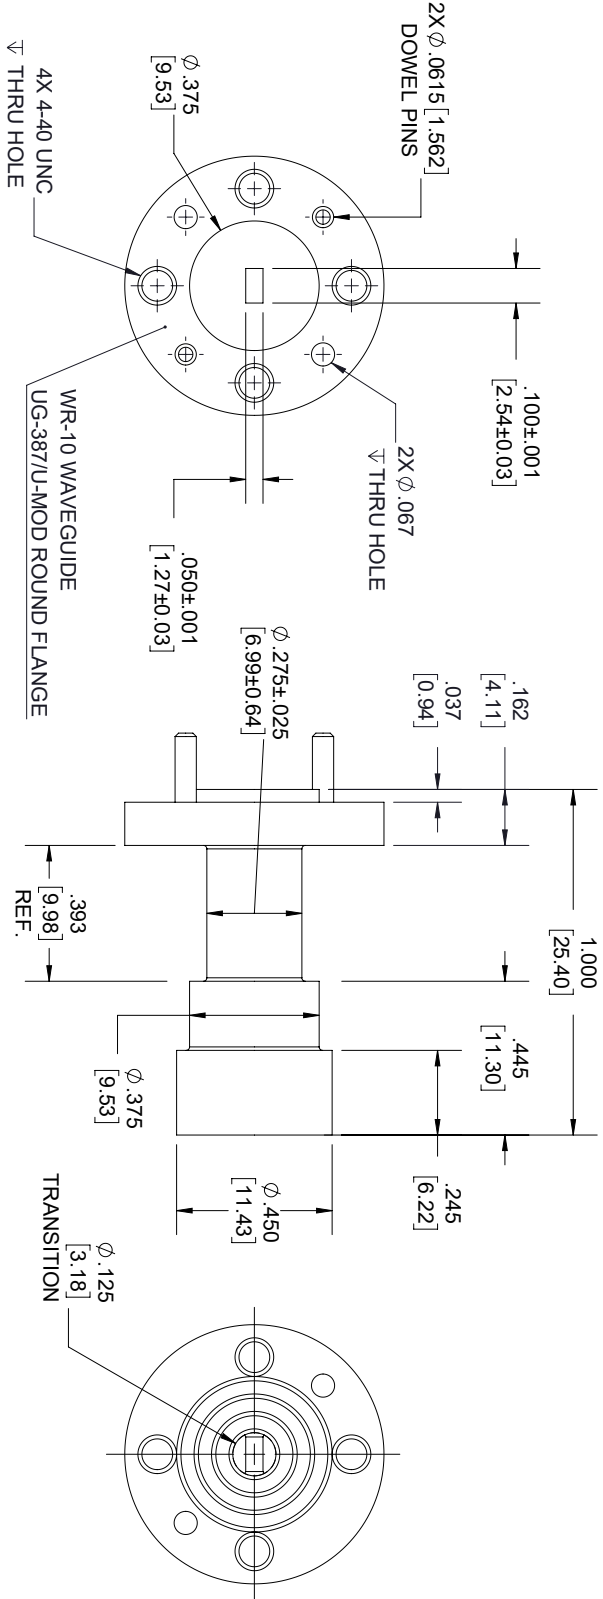 2X Ø .0615 [1.562]
DOWEL PINS
Ø .375
[9.53]
4X 4-40 UNC
↧ THRU HOLE
.100±.001
[2.54±0.03]
2X Ø .067
↧ THRU HOLE
.050±.001
[1.27±0.03]
WR-10 WAVEGUIDE
UG-387/U-MOD ROUND FLANGE
.162
[4.11]
.037
[0.94]
Ø .275±.025
[6.99±0.64]
.393
[9.98]
REF.
1.000
[25.40]
.445
[11.30]
Ø .375
[9.53]
.245
[6.22]
Ø .450
[11.43]
Ø .125
[3.18]
TRANSITION